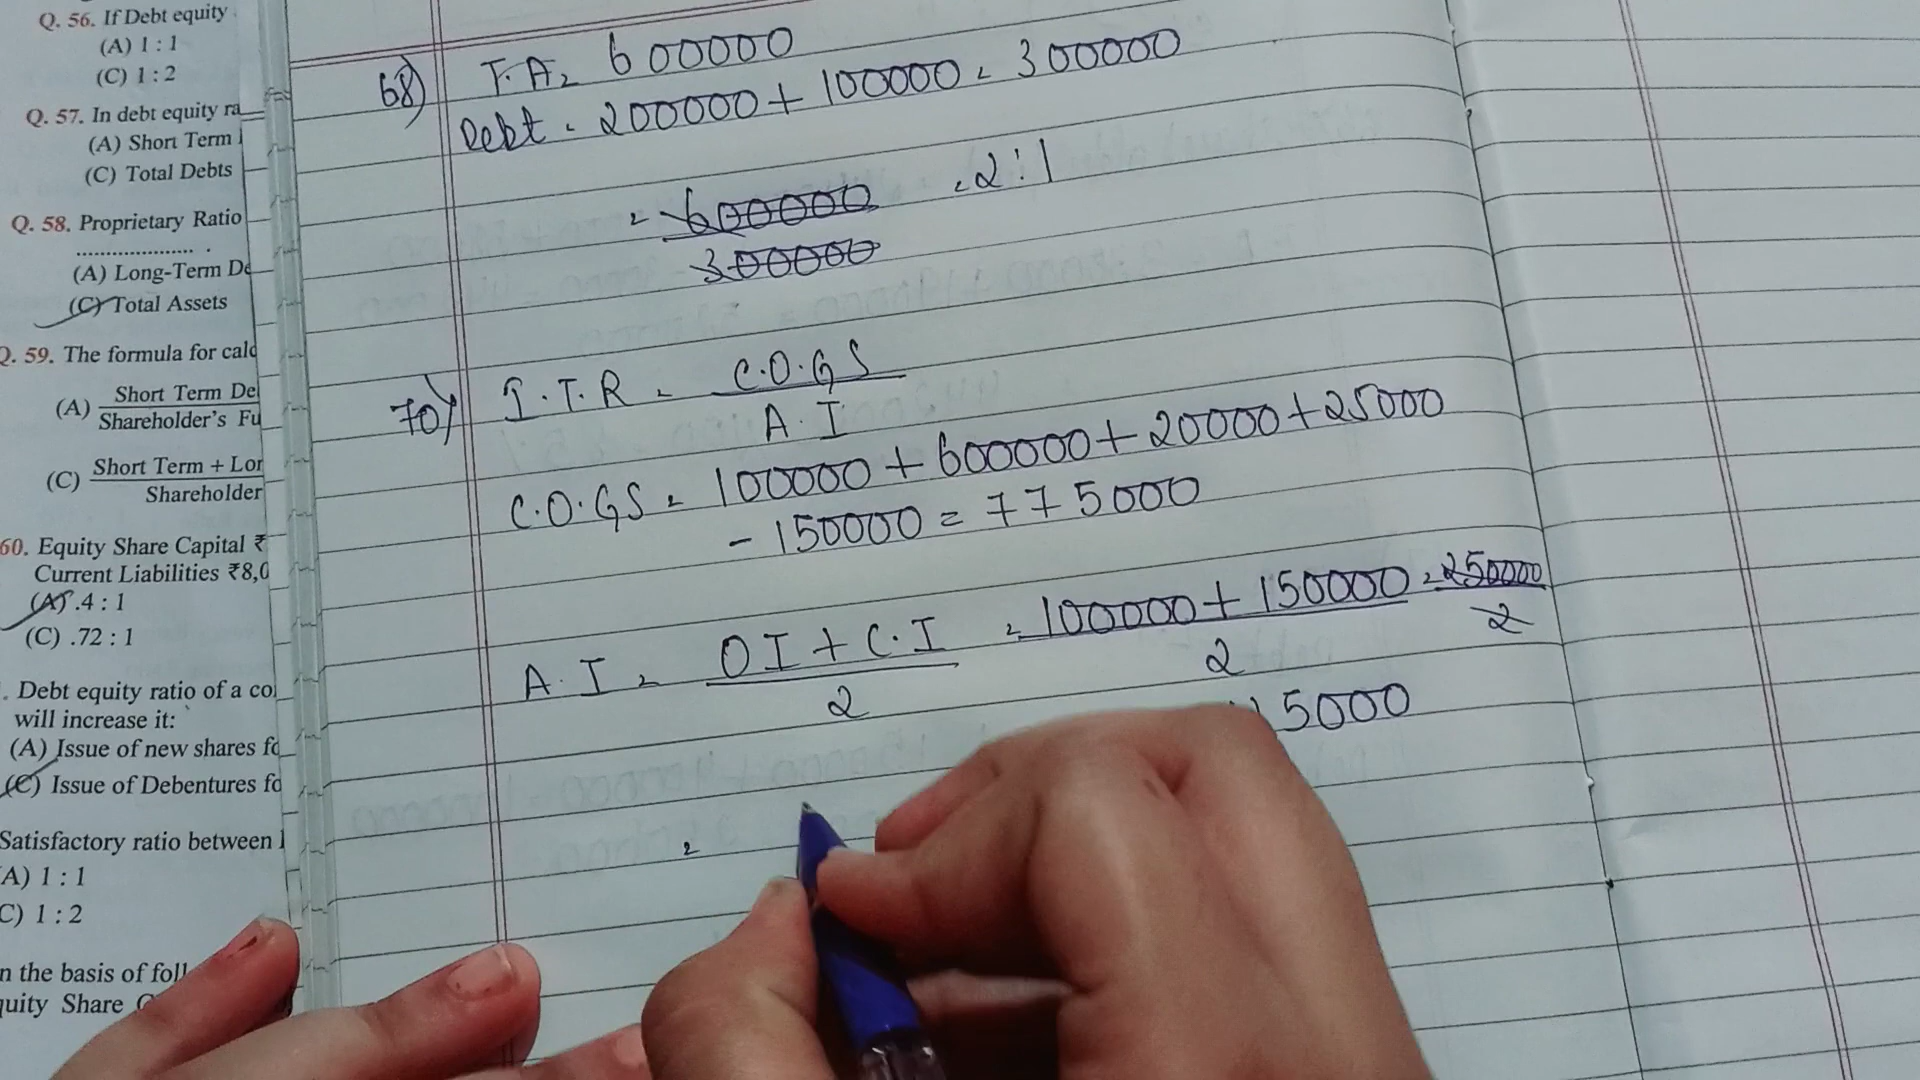 Q. 56. If Debt equity
(A) 1 : 1
(C) 1 : 2
Q. 57. In debt equity ra
(A) Short Term
(C) Total Debts
Q. 58. Proprietary Ratio
.................... .
(A) Long-Term De
(C) Total Assets
Q. 59. The formula for calc
(A) Short Term De
Shareholder's Fu
(C) Short Term + Lor
Shareholder
60. Equity Share Capital ₹
Current Liabilities ₹8,0
(A) .4 : 1
(C) .72 : 1
. Debt equity ratio of a co
will increase it:
(A) Issue of new shares fo
(C) Issue of Debentures fo
Satisfactory ratio between
A) 1 : 1
C) 1 : 2
n the basis of foll
quity Share
68) T.A = 600000
Debt = 200000 + 100000 = 300000
= 600000 = 2:1
300000
70) I.T.R = C.O.GS
A.I
C.O.GS = 100000 + 600000 + 20000 + 25000
- 150000 = 775000
A.I = OI + C.I = 100000 + 150000 = 250000
2 2 2
5000
=